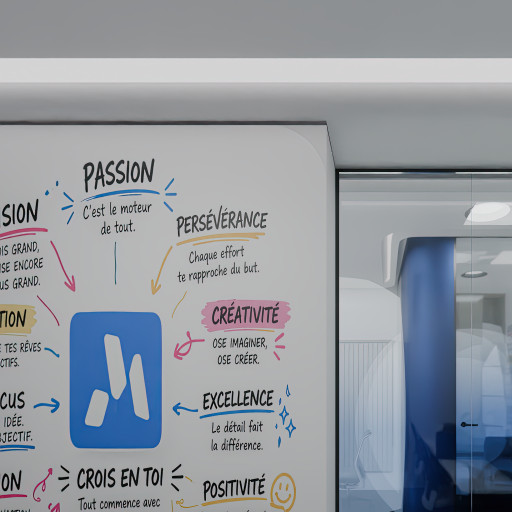 PASSION
C'est le moteur
de tout.
SION
GRAND,
SE ENCORE
US GRAND.
PERSÉVÉRANCE
Chaque effort
te rapproche du but.
TION
TES RÊVES
CTIFS.
CRÉATIVITÉ
OSE IMAGINER,
OSE CRÉER.
CUS
IDÉE.
BJECTIF.
EXCELLENCE
Le détail fait
la différence.
ON
CROIS EN TOI
Tout commence avec
POSITIVITÉ